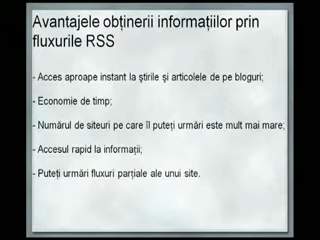 Avantajele obținerii informațiilor prin
fluxurile RSS
- Acces aproape instant la știrile și articolele de pe bloguri;
- Economie de timp;
- Numărul de siteuri pe care îl puteți urmări este mult mai mare;
- Accesul rapid la informații;
- Puteți urmări fluxuri parțiale ale unui site.